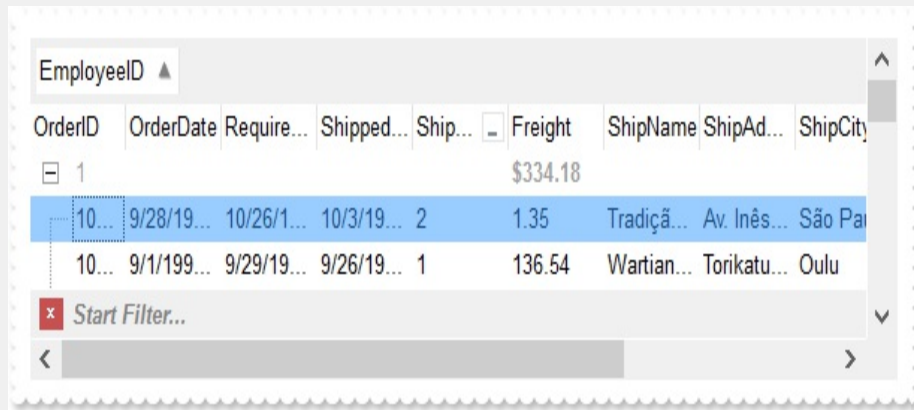 EmployeeID
OrderID OrderDate Require... Shipped... Ship... Freight ShipName ShipAd... ShipCity
1 $334.18
10... 9/28/19... 10/26/1... 10/3/19... 2 1.35 Tradiçã... Av. Inês... São Pau
10... 9/1/199... 9/29/19... 9/26/19... 1 136.54 Wartian... Torikatu... Oulu
x Start Filter...